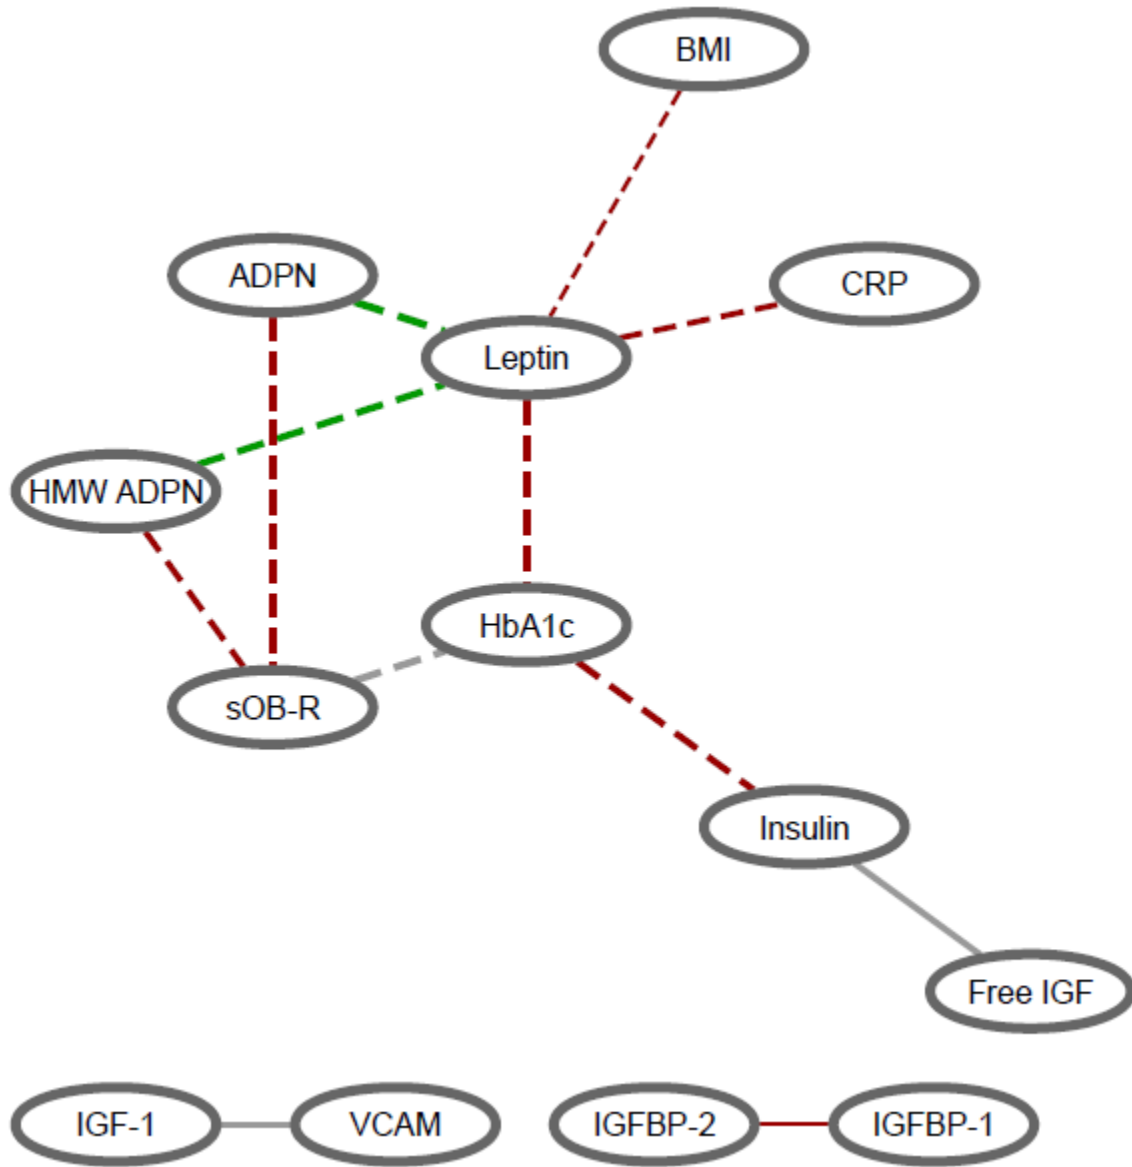 BMI
ADPN
CRP
Leptin
HMW ADPN
HbA1c
sOB-R
Insulin
Free IGF
IGF-1
VCAM
IGFBP-2
IGFBP-1